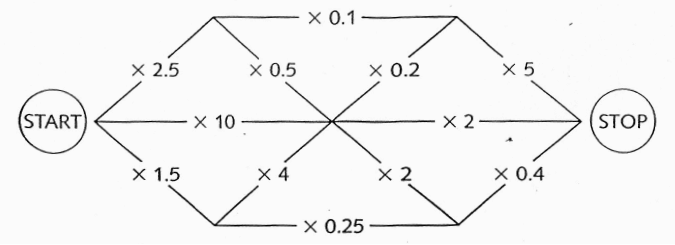 × 0.1
× 2.5 × 0.5 × 0.2 × 5
START × 10 × 2 STOP
× 1.5 × 4 × 2 × 0.4
× 0.25